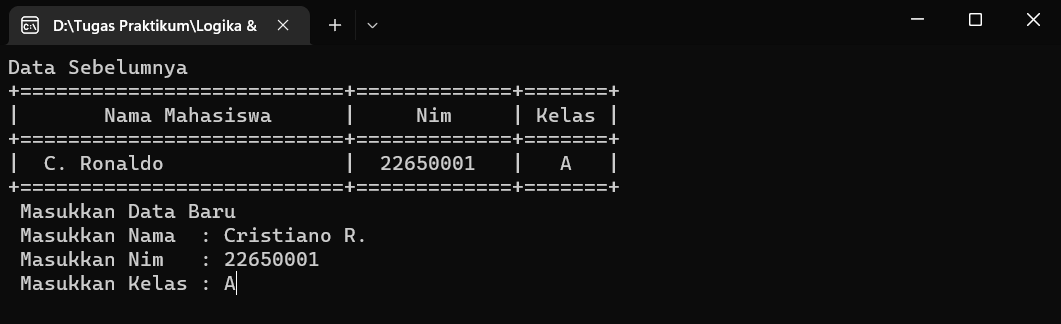 D:\Tugas Praktikum\Logika &
Data Sebelumnya
+===========================+=============+=======+
|       Nama Mahasiswa      |     Nim     | Kelas |
+===========================+=============+=======+
|  C. Ronaldo               |  22650001   |   A   |
+===========================+=============+=======+
 Masukkan Data Baru
 Masukkan Nama  : Cristiano R.
 Masukkan Nim   : 22650001
 Masukkan Kelas : A